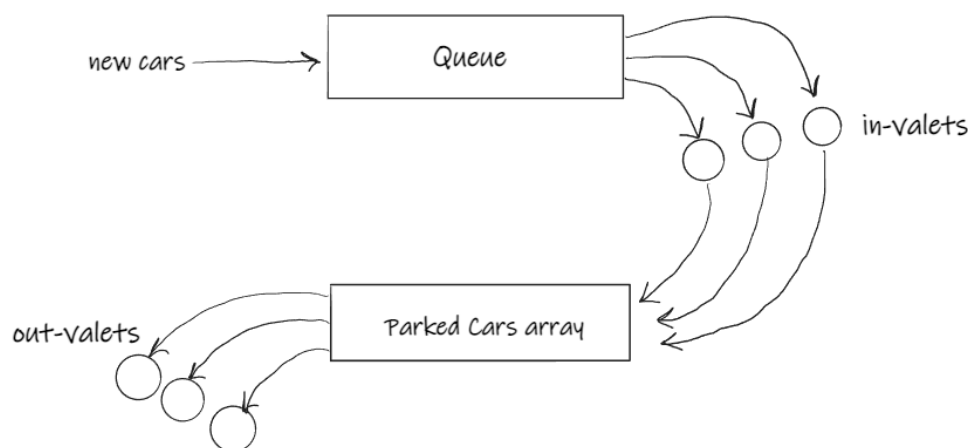 new cars
Queue
in-valets
Parked Cars array
out-valets